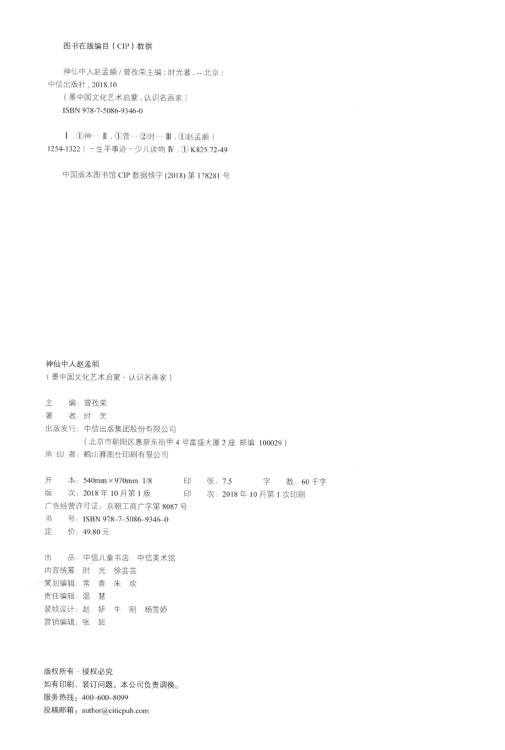 图书在版编目（CIP）数据
神仙中人赵孟頫 / 曾孜荣主编；时光著. -- 北京：
中信出版社，2018.10
（墨中国文化艺术启蒙．认识名画家）
ISBN 978-7-5086-9346-0
Ⅰ．①神… Ⅱ．①曾… ②时… Ⅲ．①赵孟頫（
1254-1322）－生平事迹－少儿读物 Ⅳ．① K825.72-49
中国版本图书馆 CIP 数据核字 (2018) 第 178281 号
神仙中人赵孟頫
（墨中国文化艺术启蒙·认识名画家）
主　　编：曾孜荣
著　　者：时　光
出版发行：中信出版集团股份有限公司
（北京市朝阳区惠新东街甲 4 号富盛大厦 2 座 邮编 100029）
承 印 者：鹤山雅图仕印刷有限公司
开　　本：540mm×970mm 1/8　　印　　张：7.5　　字　　数：60 千字
版　　次：2018 年 10 月第 1 版　　印　　次：2018 年 10 月第 1 次印刷
广告经营许可证：京朝工商广字第 8087 号
书　　号：ISBN 978-7-5086-9346-0
定　　价：49.80 元
出　　品：中信儿童书店　中信美术馆
内容统筹：时　光　徐芸芸
策划编辑：常　青　朱　欢
责任编辑：温　慧
装帧设计：赵　妍　牛　刚　杨雪娇
营销编辑：张
版权所有·侵权必究
如有印刷、装订问题，本公司负责调换。
服务热线：400-600-8099
投稿邮箱：author@citicpub.com